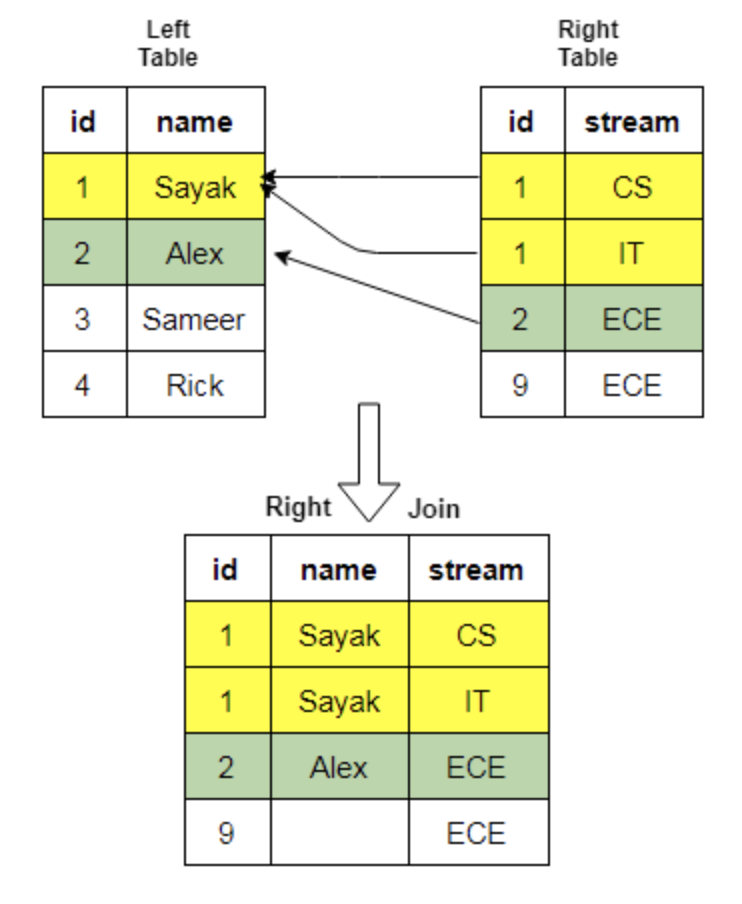 Left
Table
Right
Table
id name
1 Sayak
2 Alex
3 Sameer
4 Rick
id stream
1 CS
1 IT
2 ECE
9 ECE
Right Join
id name stream
1 Sayak CS
1 Sayak IT
2 Alex ECE
9 ECE